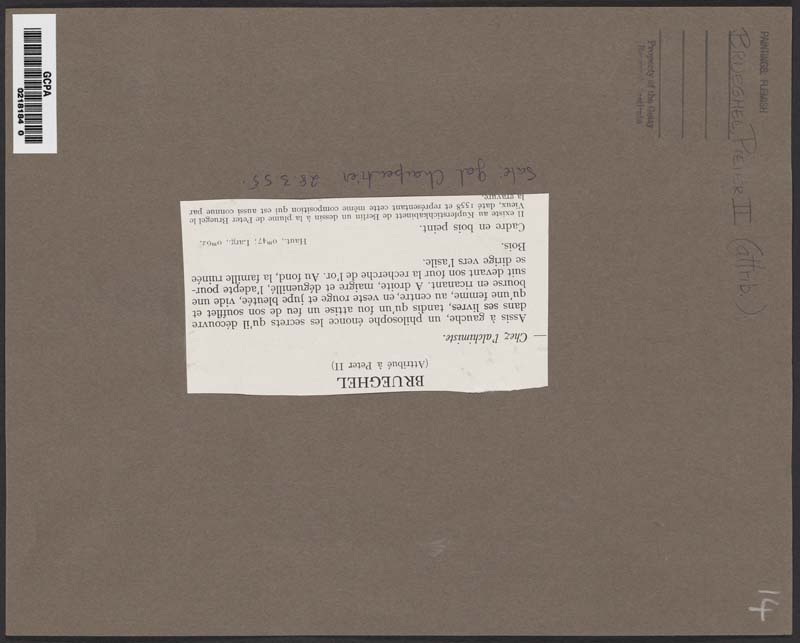 BRUEGHEL
(Attribué à Peter II)
— Chez l'alchimiste.
Assis à gauche, un philosophe énonce les secrets qu'il découvre
dans ses livres, tandis qu'un fou attise un feu de son soufflet et
qu'une femme, au centre, en veste rouge et jupe bleutée, vide une
bourse en ricanant. A droite, maigre et déguenillé, l'adepte pour-
suit devant son four la recherche de l'or. Au fond, la famille ruinée
se dirige vers l'asile.
Bois.
Haut., 0m47; Larg., 0m62.
Cadre en bois peint.
Il existe au Kupferstichkabinett de Berlin un dessin à la plume de Peter Bruegel le
Vieux, daté 1558 et représentant cette même composition qui est aussi connue par
la gravure.
Sale: gal Charpentier 28.3.55.
PAINTINGS, FLEMISH
BRUEGHEL, PIETER II (attrib.)
Property of the Getty
GCPA
0218184 0
14